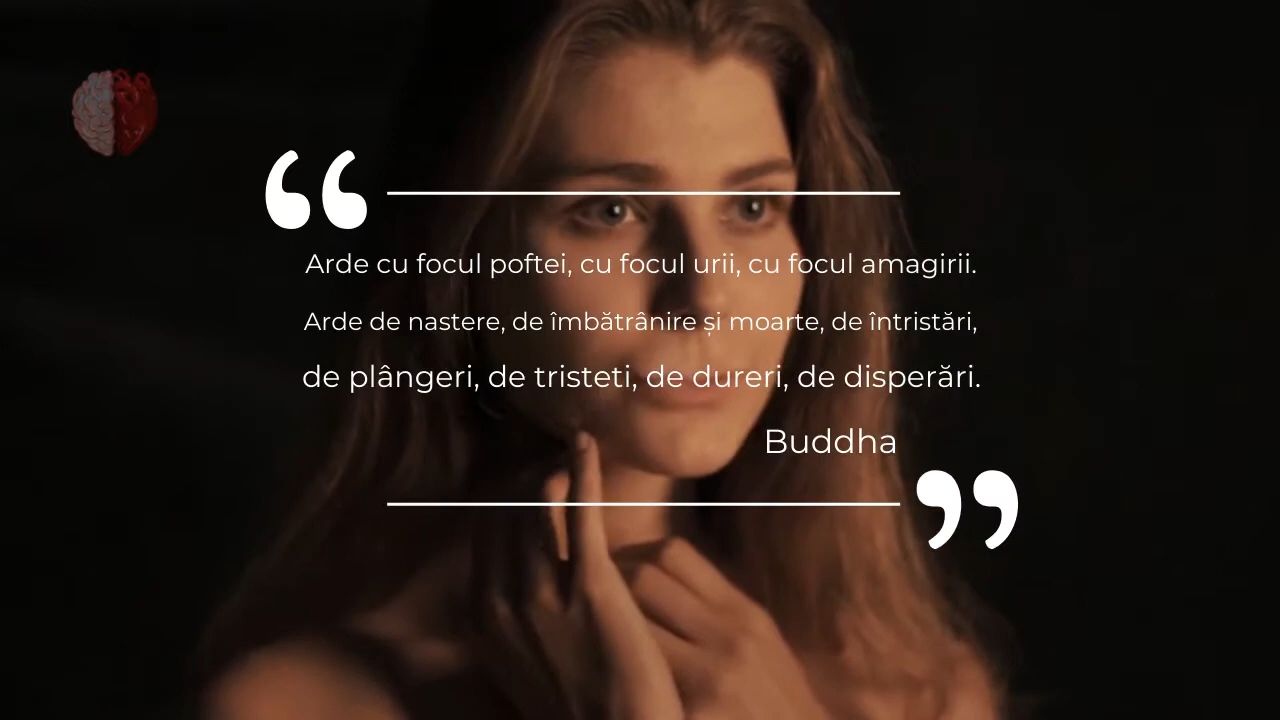 “
Arde cu focul poftei, cu focul urii, cu focul amagirii.
Arde de nastere, de îmbătrânire și moarte, de întristări,
de plângeri, de tristeti, de dureri, de disperări.
Buddha
”